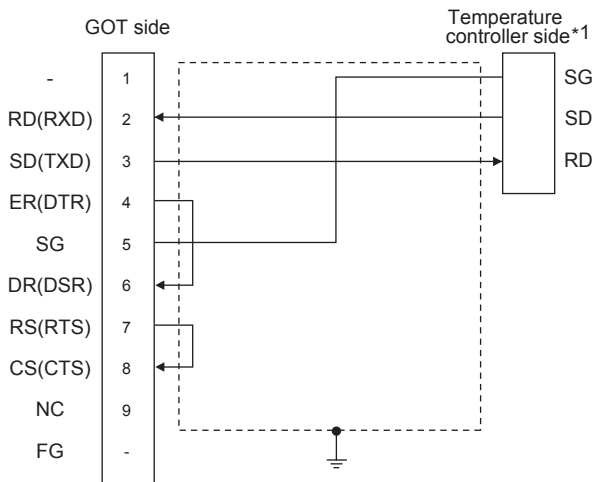 GOT side
Temperature
controller side*1
- 1 SG
RD(RXD) 2 SD
SD(TXD) 3 RD
ER(DTR) 4
SG 5
DR(DSR) 6
RS(RTS) 7
CS(CTS) 8
NC 9
FG -